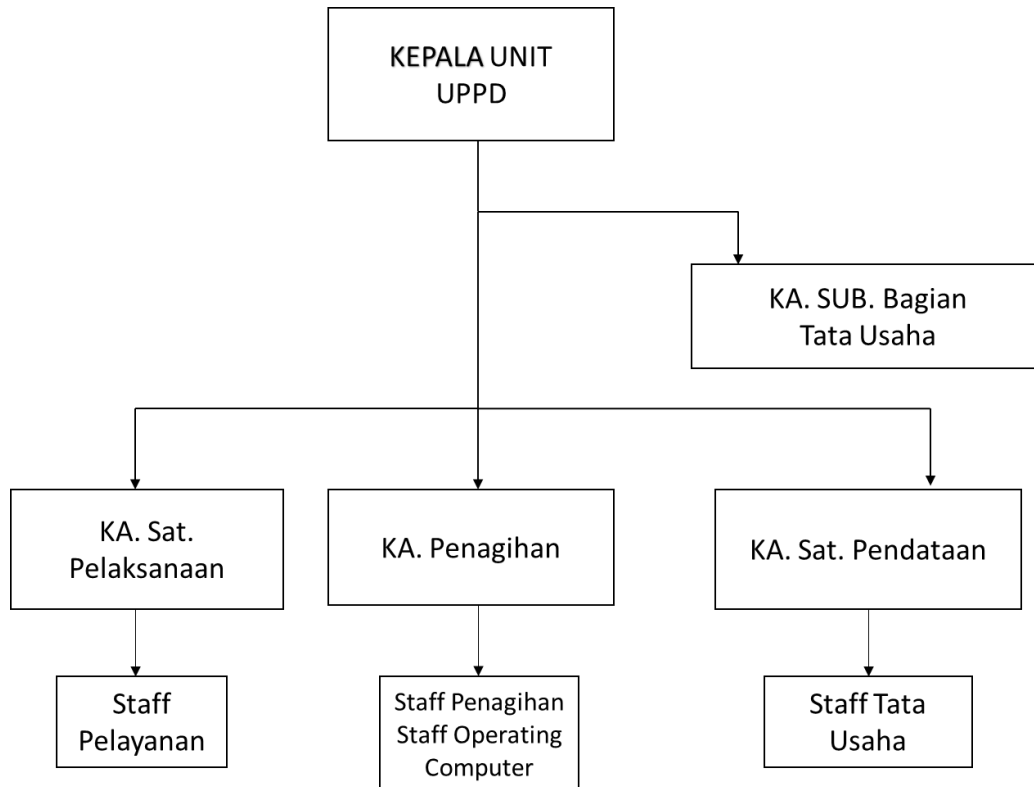 KEPALA UNIT
UPPD
KA. SUB. Bagian
Tata Usaha
KA. Sat.
Pelaksanaan
KA. Penagihan
KA. Sat. Pendataan
Staff
Pelayanan
Staff Penagihan
Staff Operating
Computer
Staff Tata
Usaha